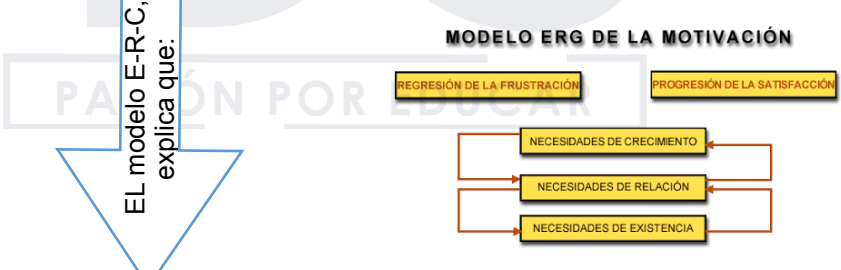 EL modelo E-R-C,
explica que:
MODELO ERG DE LA MOTIVACIÓN
REGRESIÓN DE LA FRUSTRACIÓN
PROGRESIÓN DE LA SATISFACCIÓN
NECESIDADES DE CRECIMIENTO
NECESIDADES DE RELACIÓN
NECESIDADES DE EXISTENCIA
POR EDUCAR